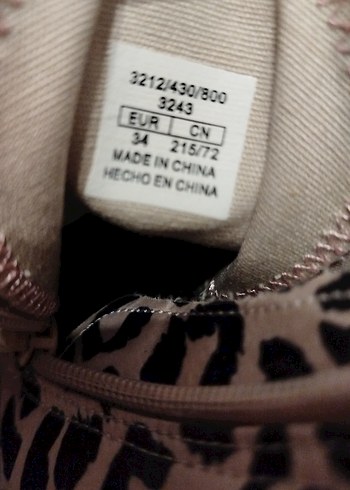 3212/430/800
3243
EUR CN
34 215/72
MADE IN CHINA
HECHO EN CHINA